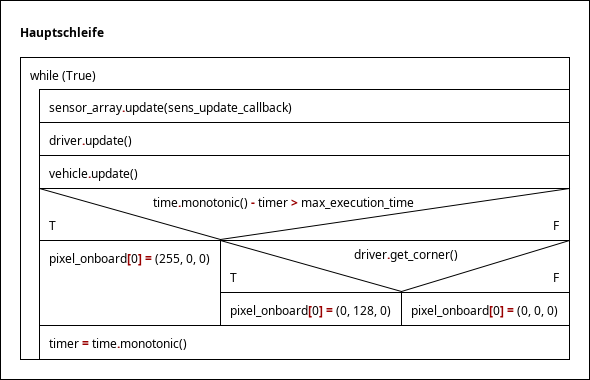 Hauptschleife
while (True)
sensor_array.update(sens_update_callback)
driver.update()
vehicle.update()
time.monotonic() - timer > max_execution_time
T
F
pixel_onboard[0] = (255, 0, 0)
driver.get_corner()
T
F
pixel_onboard[0] = (0, 128, 0)
pixel_onboard[0] = (0, 0, 0)
timer = time.monotonic()